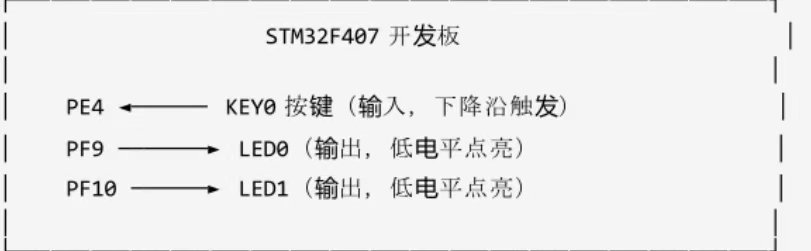 STM32F407 开发板
PE4 ← KEY0 按键（输入，下降沿触发）
PF9 → LED0（输出，低电平点亮）
PF10 → LED1（输出，低电平点亮）